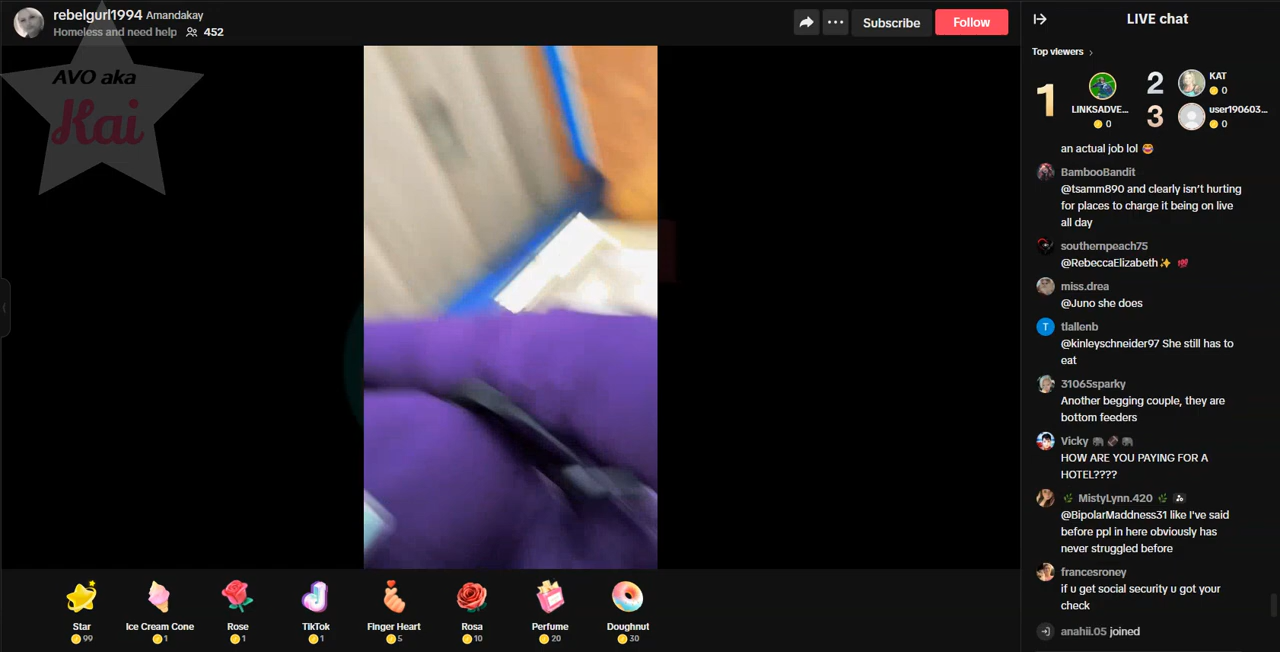 rebelgurl1994 Amandakay
Homeless and need help 452
Subscribe
Follow
AVO aka
Kai
LIVE chat
Top viewers
1
LINKSADVE...
0
2
KAT
0
3
user190603...
0
an actual job lol
BambooBandit
@tsamm890 and clearly isn't hurting
for places to charge it being on live
all day
southernpeach75
@RebeccaElizabeth✨ 💐
miss.drea
@Juno she does
T
tlallenb
@kinleyschneider97 She still has to
eat
31065sparky
Another begging couple, they are
bottom feeders
Vicky
HOW ARE YOU PAYING FOR A
HOTEL????
MistyLynn.420
@BipolarMaddness31 like I've said
before ppl in here obviously has
never struggled before
francesroney
if u get social security u got your
check
anahii.05 joined
Star
99
Ice Cream Cone
1
Rose
1
TikTok
1
Finger Heart
5
Rosa
10
Perfume
20
Doughnut
30